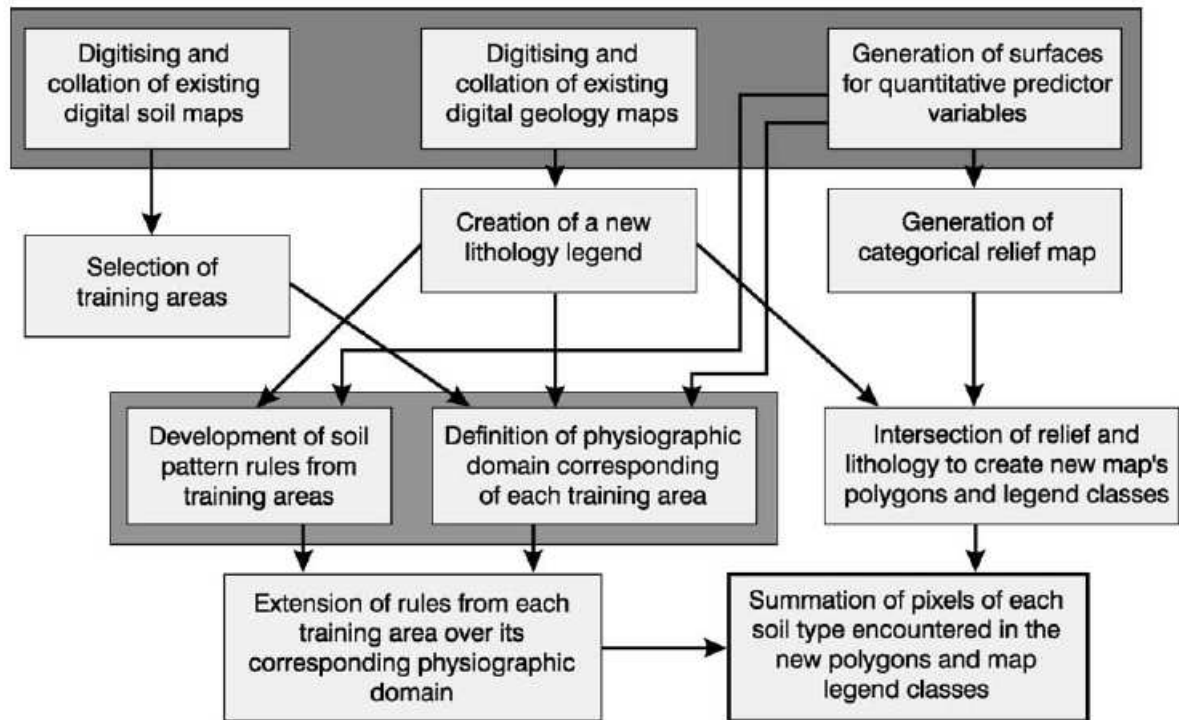 Digitising and
collation of existing
digital soil maps
Digitising and
collation of existing
digital geology maps
Generation of surfaces
for quantitative predictor
variables
Selection of
training areas
Creation of a new
lithology legend
Generation of
categorical relief map
Development of soil
pattern rules from
training areas
Definition of physiographic
domain corresponding
of each training area
Intersection of relief and
lithology to create new map's
polygons and legend classes
Extension of rules from each
training area over its
corresponding physiographic
domain
Summation of pixels of each
soil type encountered in the
new polygons and map
legend classes